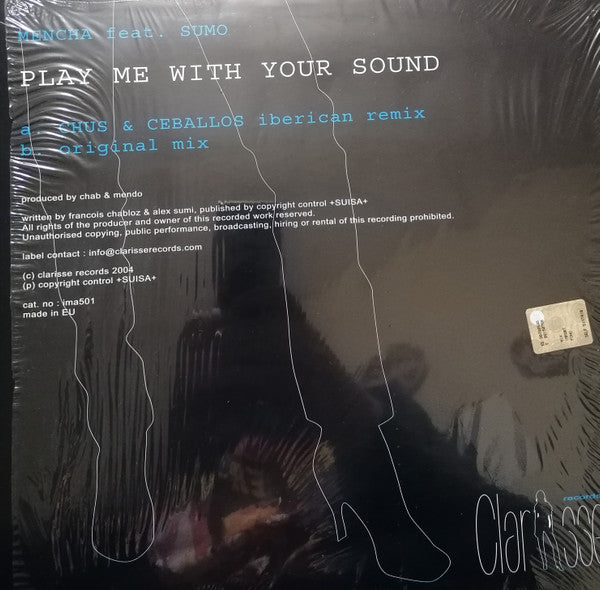 MENCHA feat. SUMO
PLAY ME WITH YOUR SOUND
a. CHUS & CEBALLOS iberican remix
b. original mix
produced by chab & mendo
written by francois chabloz & alex sumi, published by copyright control +SUISA+
All rights of the producer and owner of this recorded work reserved.
Unauthorised copying, public performance, broadcasting, hiring or rental of this recording prohibited.
label contact : info@clarisserecords.com
(c) clarisse records 2004
(p) copyright control +SUISA+
cat. no : ima501
made in EU
records
Clarisse